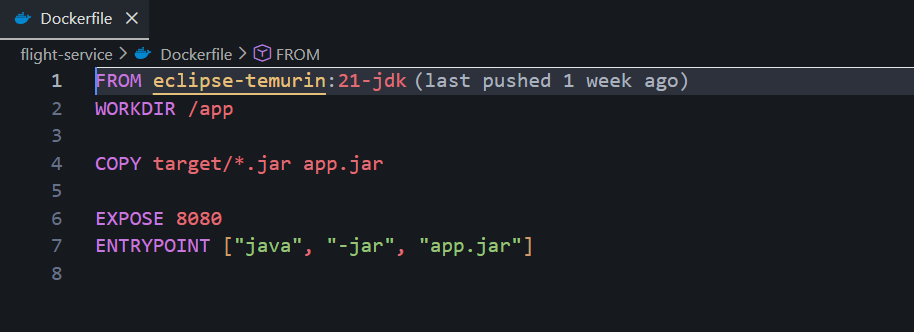 Dockerfile
flight-service > Dockerfile > FROM
1 FROM eclipse-temurin:21-jdk (last pushed 1 week ago)
2 WORKDIR /app
3
4 COPY target/*.jar app.jar
5
6 EXPOSE 8080
7 ENTRYPOINT ["java", "-jar", "app.jar"]
8